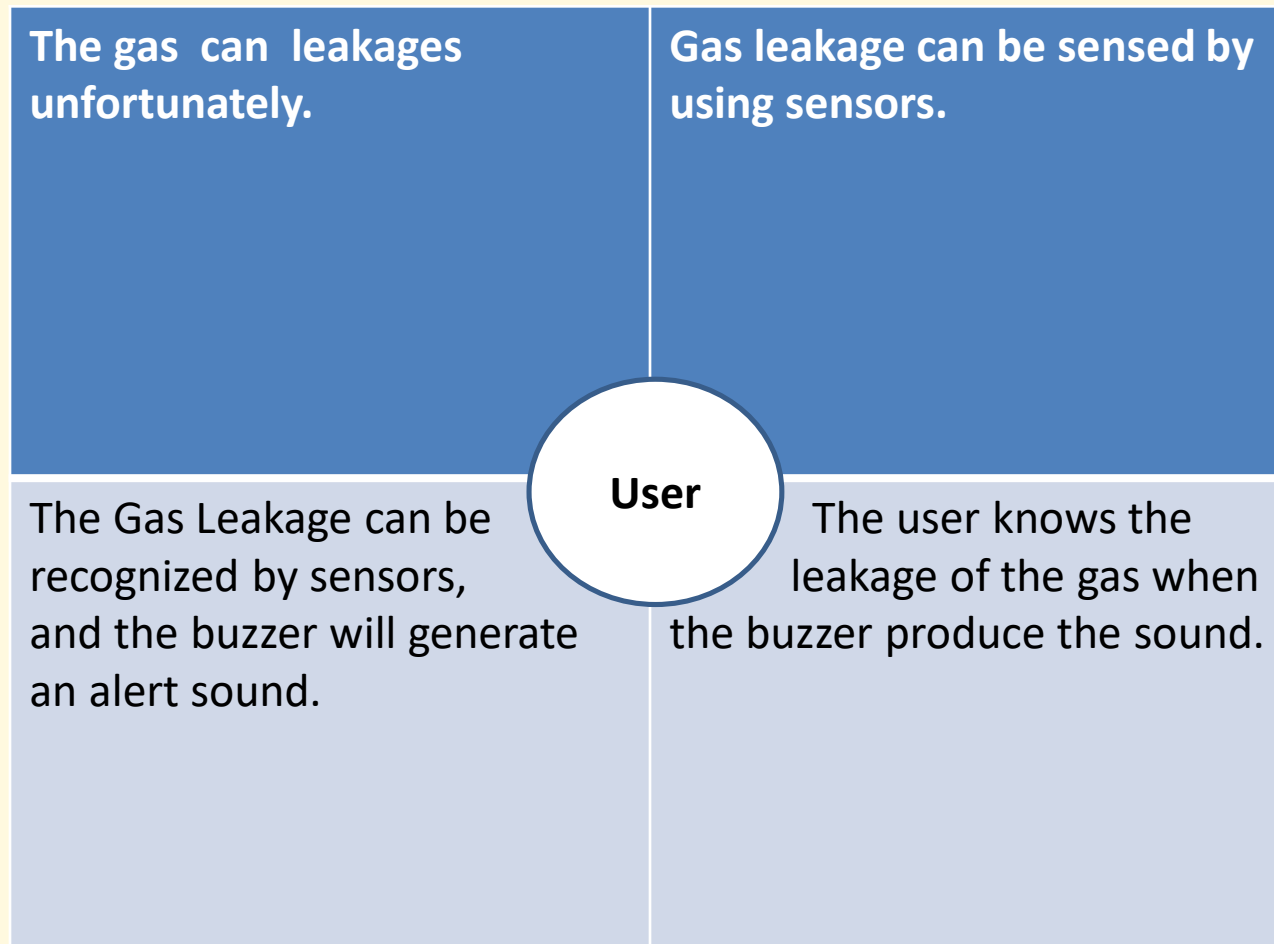 The gas can leakages
unfortunately.
Gas leakage can be sensed by
using sensors.
User
The Gas Leakage can be
recognized by sensors,
and the buzzer will generate
an alert sound.
The user knows the
leakage of the gas when
the buzzer produce the sound.